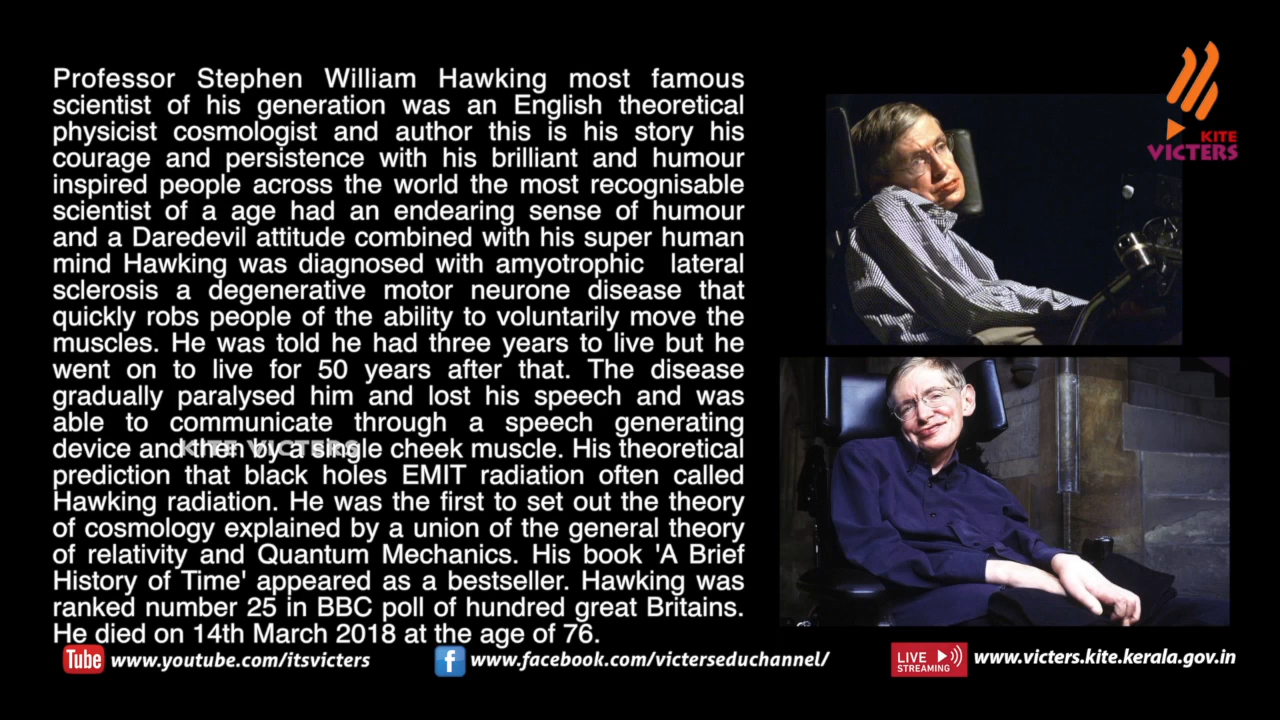 Professor Stephen William Hawking most famous
scientist of his generation was an English theoretical
physicist cosmologist and author this is his story his
courage and persistence with his brilliant and humour
inspired people across the world the most recognisable
scientist of a age had an endearing sense of humour
and a Daredevil attitude combined with his super human
mind Hawking was diagnosed with amyotrophic lateral
sclerosis a degenerative motor neurone disease that
quickly robs people of the ability to voluntarily move the
muscles. He was told he had three years to live but he
went on to live for 50 years after that. The disease
gradually paralysed him and lost his speech and was
able to communicate through a speech generating
device and then by a single cheek muscle. His theoretical
prediction that black holes EMIT radiation often called
Hawking radiation. He was the first to set out the theory
of cosmology explained by a union of the general theory
of relativity and Quantum Mechanics. His book 'A Brief
History of Time' appeared as a bestseller. Hawking was
ranked number 25 in BBC poll of hundred great Britains.
He died on 14th March 2018 at the age of 76.
KITE VICTERS
KITE
VICTERS
Tube www.youtube.com/itsvicters
f www.facebook.com/victerseduchannel/
LIVE
STREAMING
www.victers.kite.kerala.gov.in